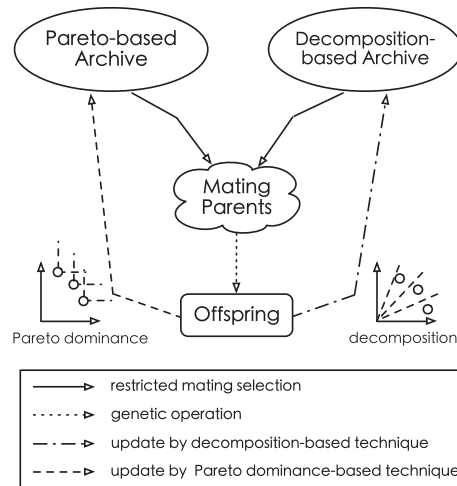 Pareto-based
Archive
Decomposition-
based Archive
Mating
Parents
Offspring
Pareto dominance
decomposition
restricted mating selection
genetic operation
update by decomposition-based technique
update by Pareto dominance-based technique